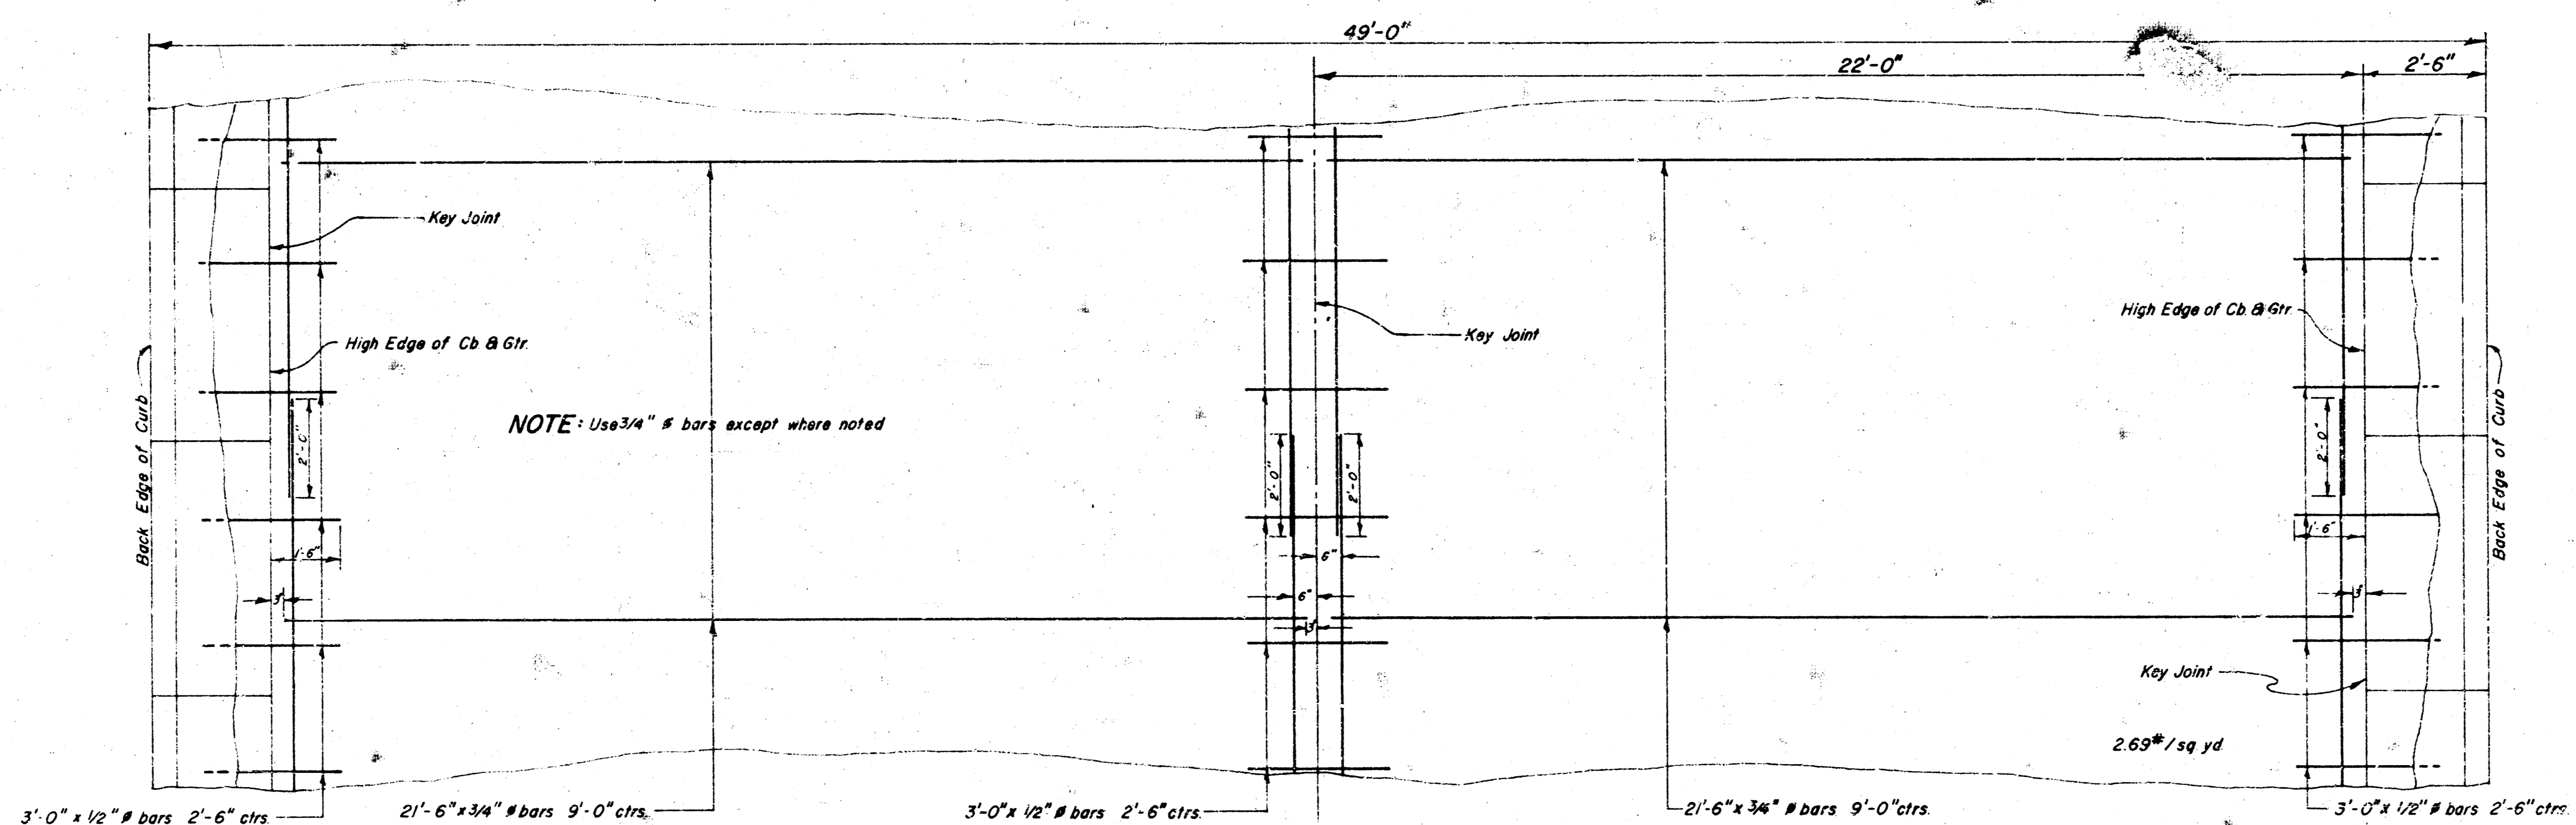 49'-0"
22'-0"
2'-6"
Key Joint
High Edge of Cb. & Gtr.
High Edge of Cb. & Gtr.
Key Joint
Back Edge of Curb
NOTE: Use 3/4" ø bars except where noted
2'-0"
2'-0"
2'-0"
2'-0"
Back Edge of Curb
1'-6"
6"
1'-6"
3"
6"
3"
3"
Key Joint
2.69#/sq. yd.
3'-0" x 1/2" ø bars 2'-6" ctrs.
21'-6" x 3/4" ø bars 9'-0" ctrs.
3'-0" x 1/2" ø bars 2'-6" ctrs.
21'-6" x 3/4" ø bars 9'-0" ctrs.
3'-0" x 1/2" ø bars 2'-6" ctrs.